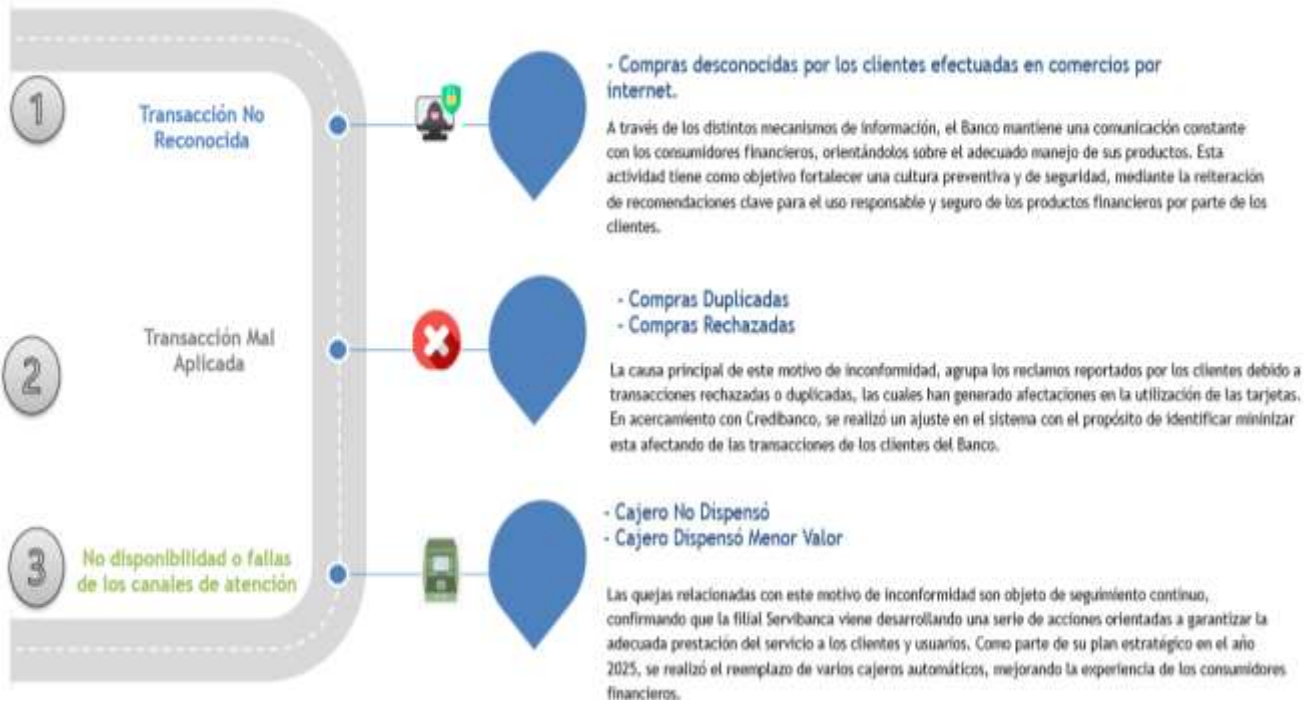 1
Transacción No
Reconocida
- Compras desconocidas por los clientes efectuadas en comercios por
internet.
A través de los distintos mecanismos de información, el Banco mantiene una comunicación constante
con los consumidores financieros, orientándolos sobre el adecuado manejo de sus productos. Esta
actividad tiene como objetivo fortalecer una cultura preventiva y de seguridad, mediante la reiteración
de recomendaciones clave para el uso responsable y seguro de los productos financieros por parte de los
clientes.
2
Transacción Mal
Aplicada
- Compras Duplicadas
- Compras Rechazadas
La causa principal de este motivo de inconformidad, agrupa los reclamos reportados por los clientes debido a
transacciones rechazadas o duplicadas, las cuales han generado afectaciones en la utilización de las tarjetas.
En acercamiento con Credibanco, se realizó un ajuste en el sistema con el propósito de identificar mininizar
esta afectando de las transacciones de los clientes del Banco.
3
No disponibilidad o fallas
de los canales de atención
- Cajero No Dispensó
- Cajero Dispensó Menor Valor
Las quejas relacionadas con este motivo de inconformidad son objeto de seguimiento continuo,
confirmando que la filial Servibanca viene desarrollando una serie de acciones orientadas a garantizar la
adecuada prestación del servicio a los clientes y usuarios. Como parte de su plan estratégico en el año
2025, se realizó el reemplazo de varios cajeros automáticos, mejorando la experiencia de los consumidores
financieros.